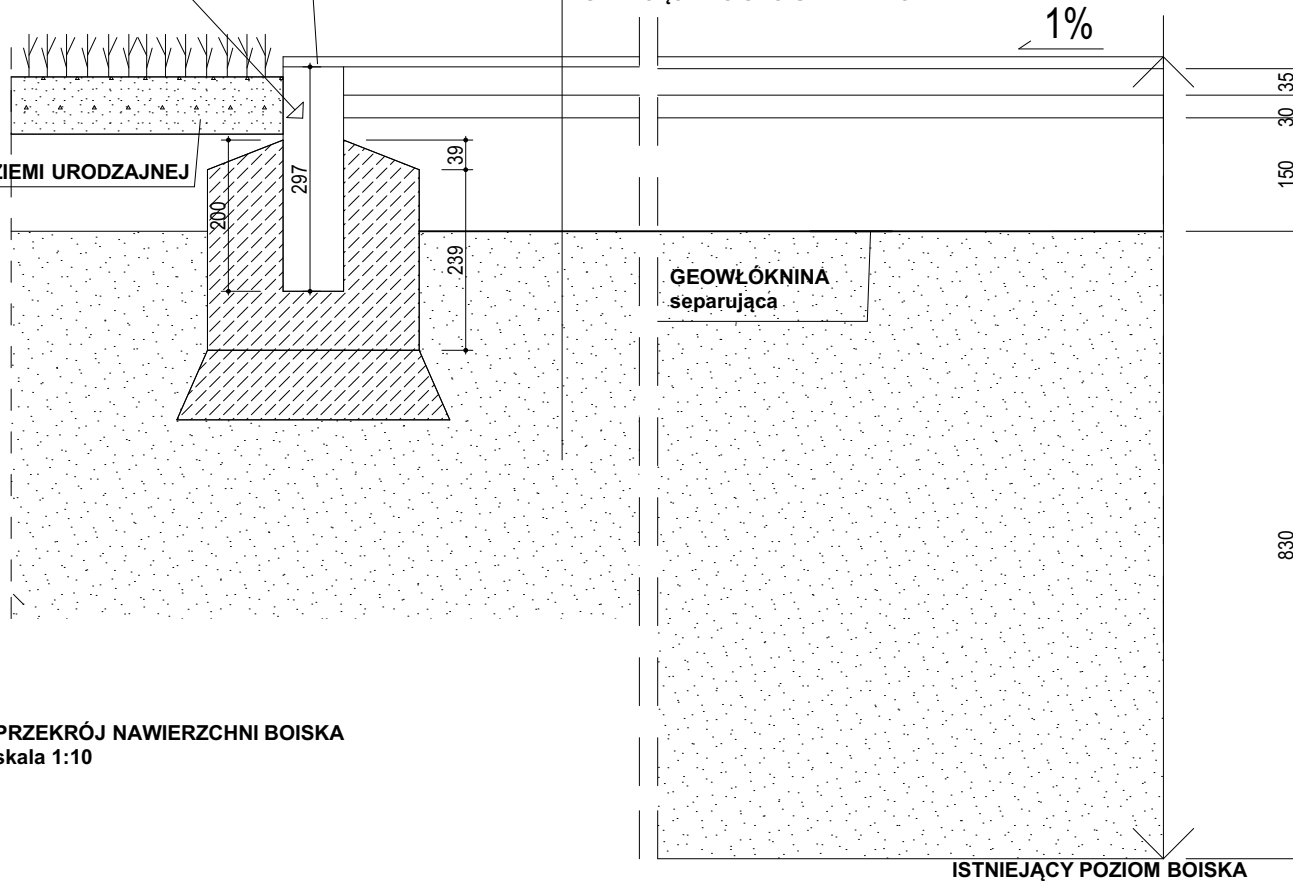 1%
35
30
39
ZIEMI URODZAJNEJ
297
150
200
239
GEOWŁÓKNINA
separująca
830
PRZEKRÓJ NAWIERZCHNI BOISKA
skala 1:10
ISTNIEJĄCY POZIOM BOISKA